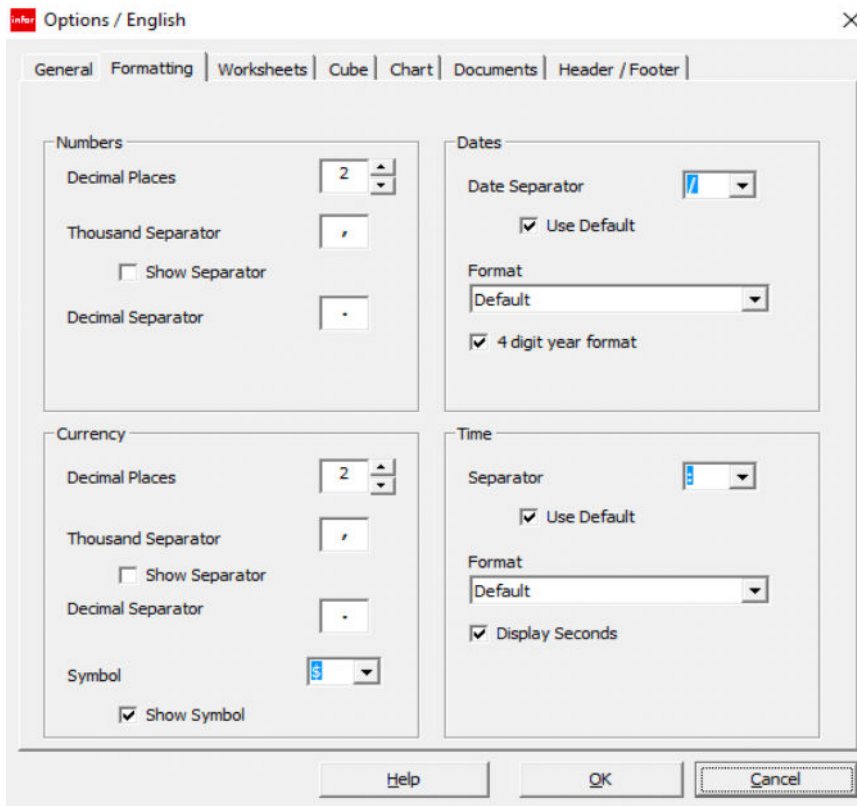 infor Options / English
General Formatting Worksheets Cube Chart Documents Header / Footer
Numbers
Decimal Places 2
Thousand Separator ,
Show Separator
Decimal Separator .
Dates
Date Separator /
Use Default
Format
Default
4 digit year format
Currency
Decimal Places 2
Thousand Separator ,
Show Separator
Decimal Separator .
Symbol $
Show Symbol
Time
Separator :
Use Default
Format
Default
Display Seconds
Help OK Cancel